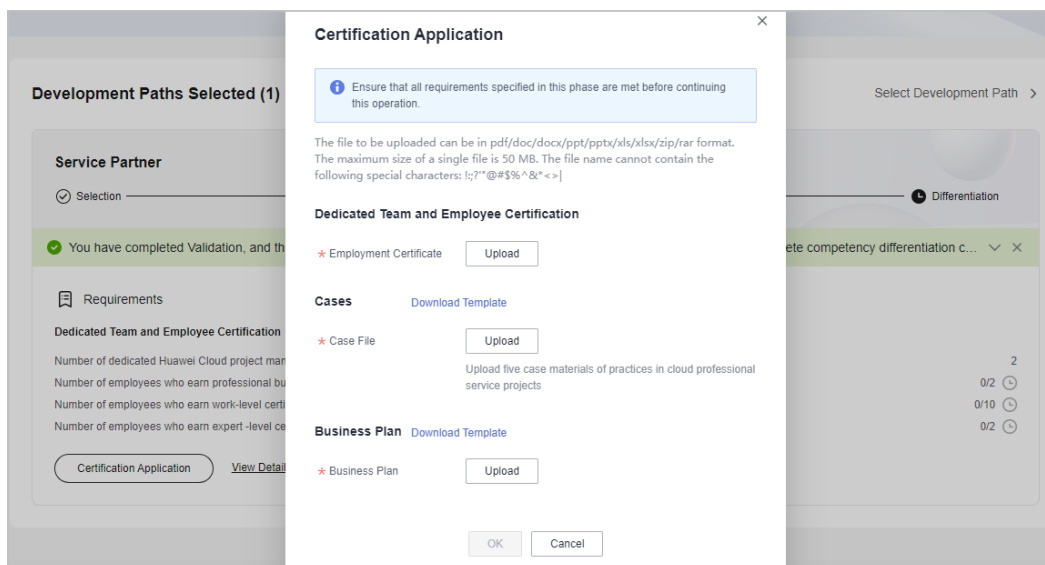 Certification Application
Ensure that all requirements specified in this phase are met before continuing
this operation.
The file to be uploaded can be in pdf/doc/docx/ppt/pptx/xls/xlsx/zip/rar format.
The maximum size of a single file is 50 MB. The file name cannot contain the
following special characters: !:;?'"@#$%^&*<>|
Dedicated Team and Employee Certification
* Employment Certificate Upload
Cases Download Template
* Case File Upload
Upload five case materials of practices in cloud professional
service projects
Business Plan Download Template
* Business Plan Upload
OK Cancel
Development Paths Selected (1) Select Development Path >
Service Partner
Selection Differentiation
You have completed Validation, and th ete competency differentiation c...
Requirements
Dedicated Team and Employee Certification
Number of dedicated Huawei Cloud project man 2
Number of employees who earn professional bu 0/2
Number of employees who earn work-level certi 0/10
Number of employees who earn expert -level ce 0/2
Certification Application View Detail